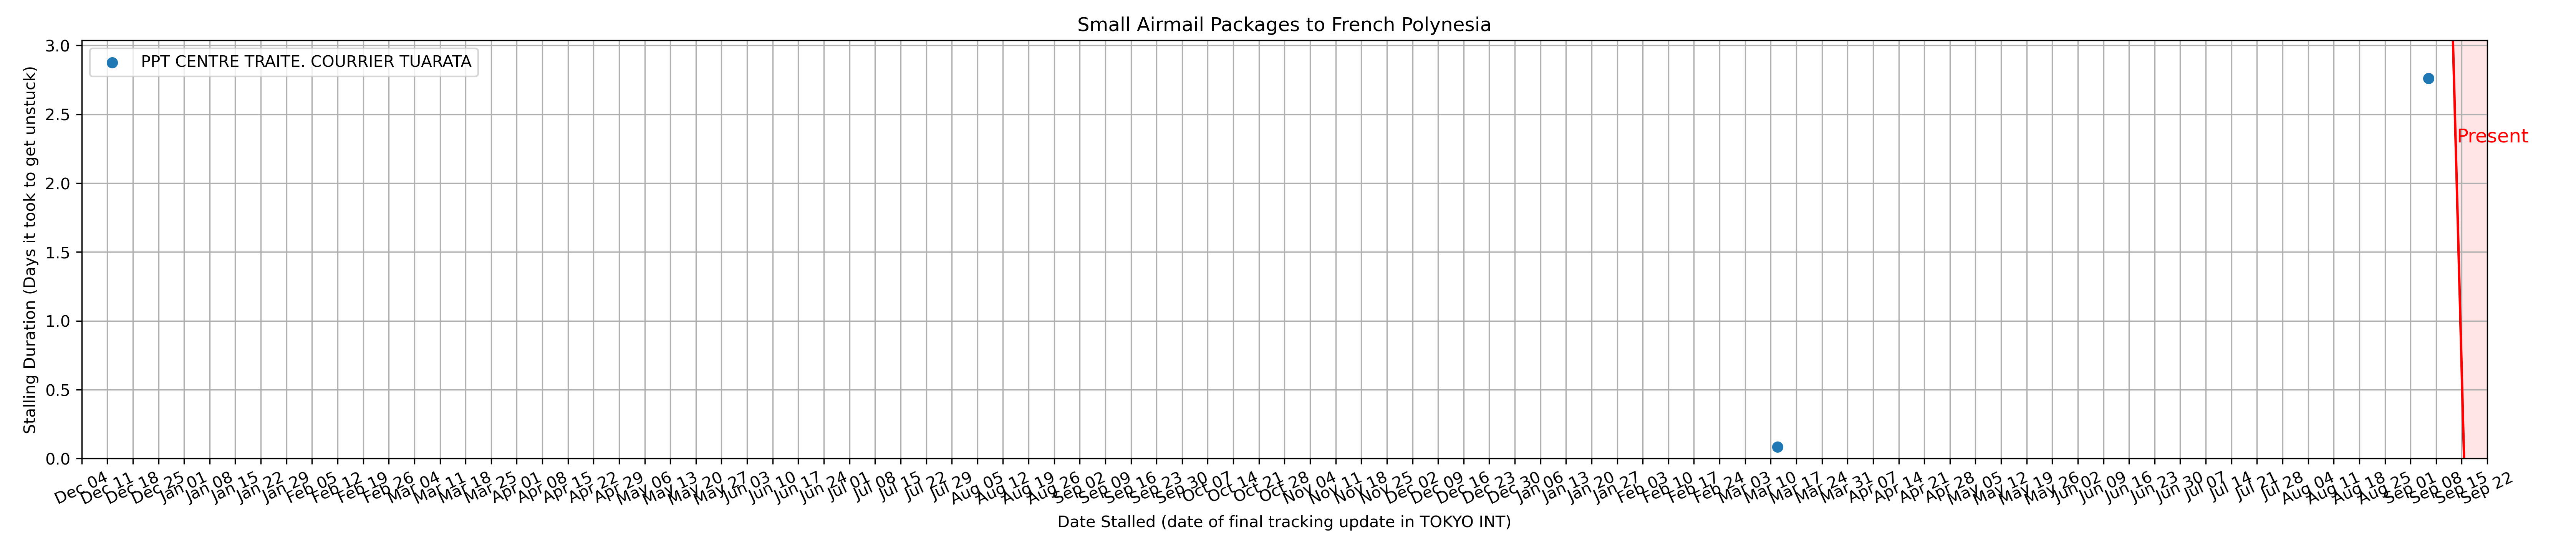 Small Airmail Packages to French Polynesia
PPT CENTRE TRAITE. COURRIER TUARATA
Present
Stalling Duration (Days it took to get unstuck)
3.0
2.5
2.0
1.5
1.0
0.5
0.0
Dec 04 Dec 11 Dec 18 Dec 25 Jan 01 Jan 08 Jan 15 Jan 22 Jan 29 Feb 05 Feb 12 Feb 19 Feb 26 Mar 04 Mar 11 Mar 18 Mar 25 Apr 01 Apr 08 Apr 15 Apr 22 Apr 29 May 06 May 13 May 20 May 27 Jun 03 Jun 10 Jun 17 Jun 24 Jul 01 Jul 08 Jul 15 Jul 22 Jul 29 Aug 05 Aug 12 Aug 19 Aug 26 Sep 02 Sep 09 Sep 16 Sep 23 Sep 30 Oct 07 Oct 14 Oct 21 Oct 28 Nov 04 Nov 11 Nov 18 Nov 25 Dec 02 Dec 09 Dec 16 Dec 23 Dec 30 Jan 06 Jan 13 Jan 20 Jan 27 Feb 03 Feb 10 Feb 17 Feb 24 Mar 03 Mar 10 Mar 17 Mar 24 Mar 31 Apr 07 Apr 14 Apr 21 Apr 28 May 05 May 12 May 19 May 26 Jun 02 Jun 09 Jun 16 Jun 23 Jun 30 Jul 07 Jul 14 Jul 21 Jul 28 Aug 04 Aug 11 Aug 18 Aug 25 Sep 01 Sep 08 Sep 15 Sep 22
Date Stalled (date of final tracking update in TOKYO INT)